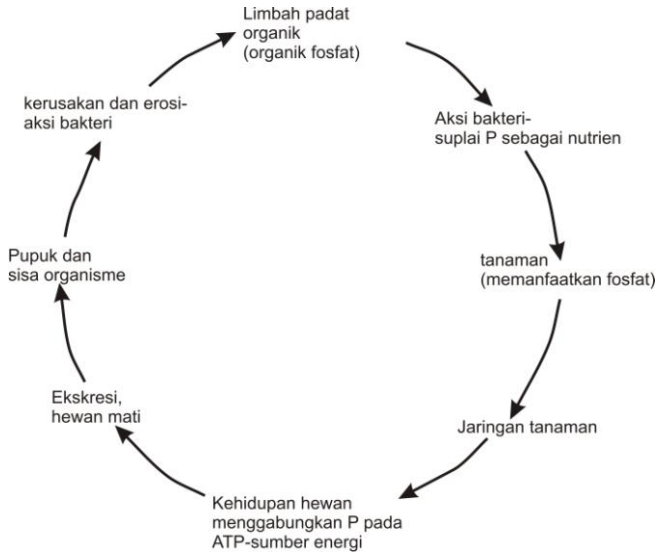 Limbah padat
organik
(organik fosfat)
Aksi bakteri-
suplai P sebagai nutrien
tanaman
(memanfaatkan fosfat)
Jaringan tanaman
Kehidupan hewan
menggabungkan P pada
ATP-sumber energi
Ekskresi,
hewan mati
Pupuk dan
sisa organisme
kerusakan dan erosi-
aksi bakteri